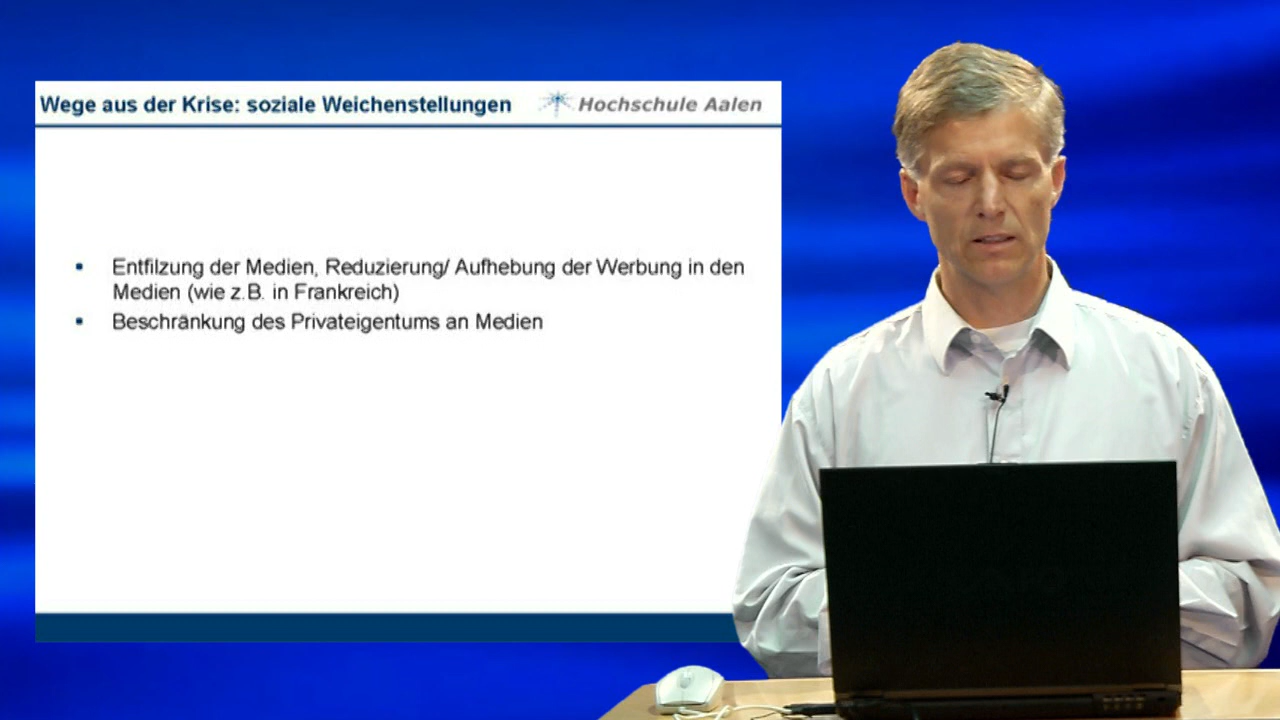 Wege aus der Krise: soziale Weichenstellungen
Hochschule Aalen
• Entfilzung der Medien, Reduzierung/ Aufhebung der Werbung in den
Medien (wie z.B. in Frankreich)
• Beschränkung des Privateigentums an Medien